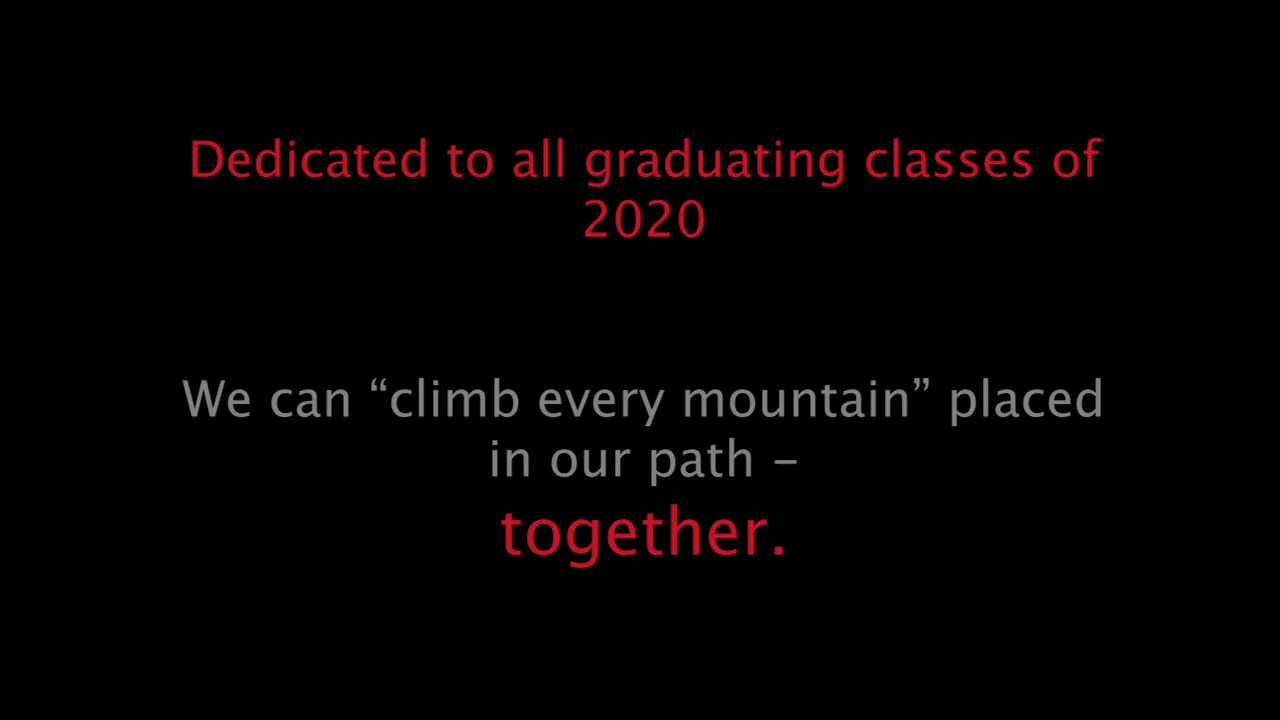 Dedicated to all graduating classes of
2020
We can “climb every mountain” placed
in our path –
together.